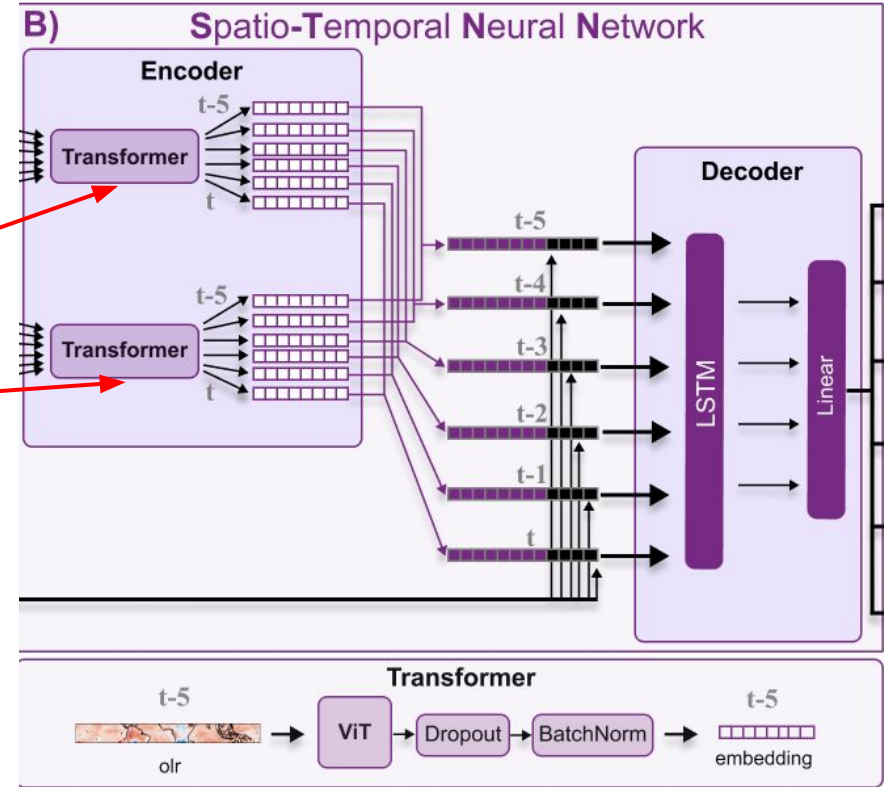 B) Spatio-Temporal Neural Network
Encoder
t-5
Transformer
t
t-5
Transformer
t
t-5
t-4
t-3
t-2
t-1
t
Decoder
LSTM
Linear
Transformer
t-5
olr
ViT
Dropout
BatchNorm
t-5
embedding